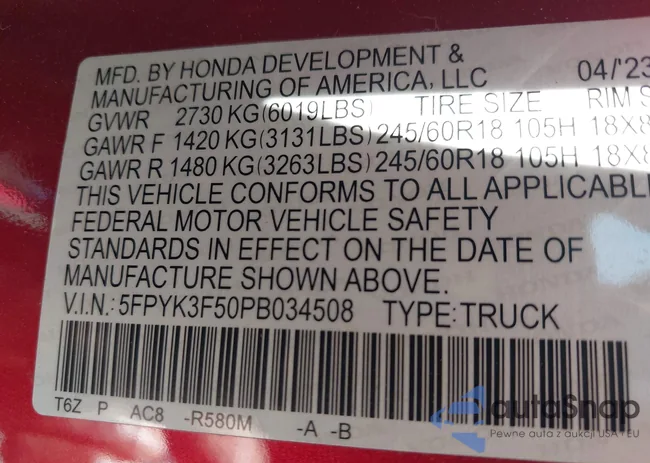 MFD. BY HONDA DEVELOPMENT &
MANUFACTURING OF AMERICA, LLC 04/'23
GVWR 2730 KG(6019LBS) TIRE SIZE RIM S
GAWR F 1420 KG(3131LBS) 245/60R18 105H 18X8
GAWR R 1480 KG(3263LBS) 245/60R18 105H 18X8
THIS VEHICLE CONFORMS TO ALL APPLICABL
FEDERAL MOTOR VEHICLE SAFETY
STANDARDS IN EFFECT ON THE DATE OF
MANUFACTURE SHOWN ABOVE.
V.I.N.: 5FPYK3F50PB034508 TYPE: TRUCK
T6Z P AC8 -R580M -A -B
autaSnap
Pewne auta z aukcji USA i EU